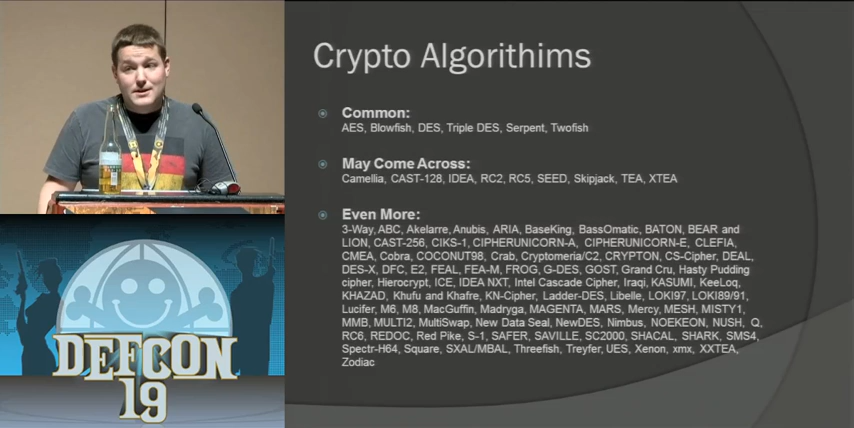 Crypto Algorithims
Common:
AES, Blowfish, DES, Triple DES, Serpent, Twofish
May Come Across:
Camellia, CAST-128, IDEA, RC2, RC5, SEED, Skipjack, TEA, XTEA
Even More:
3-Way, ABC, Akelarre, Anubis, ARIA, BaseKing, BassOmatic, BATON, BEAR and
LION, CAST-256, CIKS-1, CIPHERUNICORN-A, CIPHERUNICORN-E, CLEFIA,
CMEA, Cobra, COCONUT98, Crab, Cryptomeria/C2, CRYPTON, CS-Cipher, DEAL,
DES-X, DFC, E2, FEAL, FEA-M, FROG, G-DES, GOST, Grand Cru, Hasty Pudding
cipher, Hierocrypt, ICE, IDEA NXT, Intel Cascade Cipher, Iraqi, KASUMI, KeeLoq,
KHAZAD, Khufu and Khafre, KN-Cipher, Ladder-DES, Libelle, LOKI97, LOKI89/91,
Lucifer, M6, M8, MacGuffin, Madryga, MAGENTA, MARS, Mercy, MESH, MISTY1,
MMB, MULTI2, MultiSwap, New Data Seal, NewDES, Nimbus, NOEKEON, NUSH, Q,
RC6, REDOC, Red Pike, S-1, SAFER, SAVILLE, SC2000, SHACAL, SHARK, SMS4,
Spectr-H64, Square, SXAL/MBAL, Threefish, Treyfer, UES, Xenon, xmx, XXTEA,
Zodiac
DEFCON
19